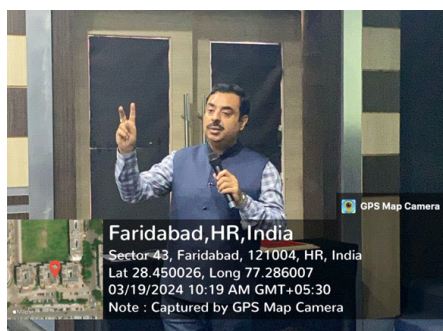 GPS Map Camera
Faridabad,HR,India
Sector 43, Faridabad, 121004, HR, India
Lat 28.450026, Long 77.286007
03/19/2024 10:19 AM GMT+05:30
Note : Captured by GPS Map Camera